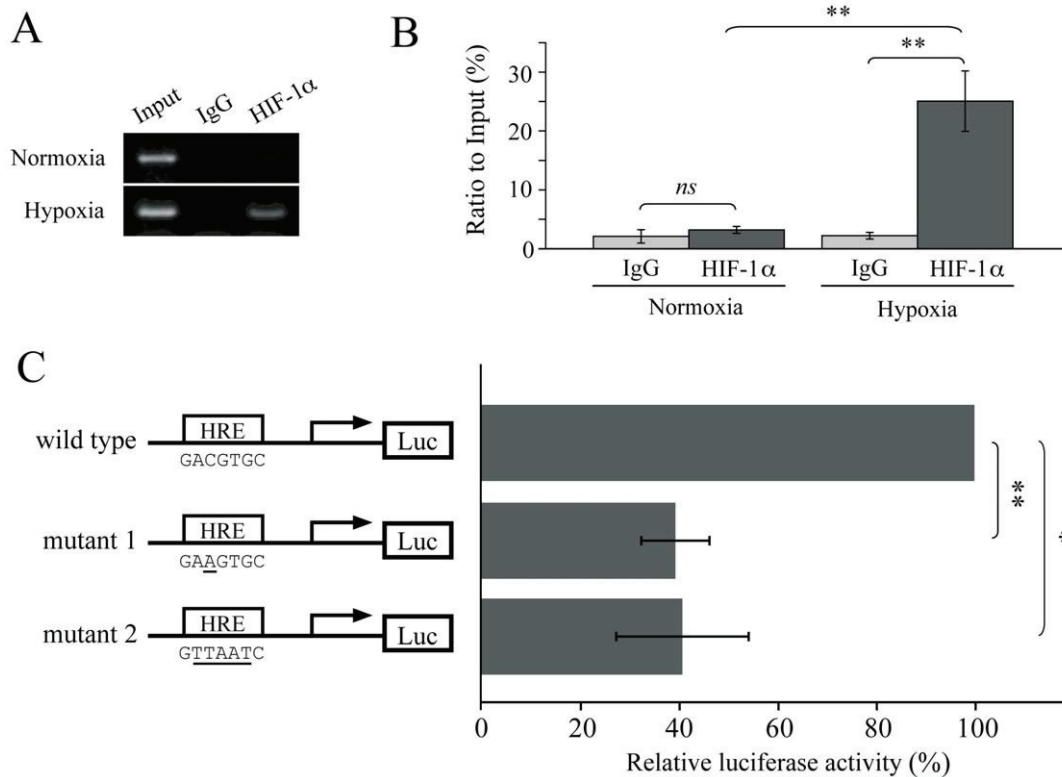 A
Input IgG HIF-1α
Normoxia
Hypoxia
B
Ratio to Input (%)
30
20
10
0
ns
**
**
IgG HIF-1α IgG HIF-1α
Normoxia Hypoxia
C
wild type HRE Luc
GACGTGC
mutant 1 HRE Luc
GAAGTGC
mutant 2 HRE Luc
GTTAATC
**
*
0 20 40 60 80 100
Relative luciferase activity (%)